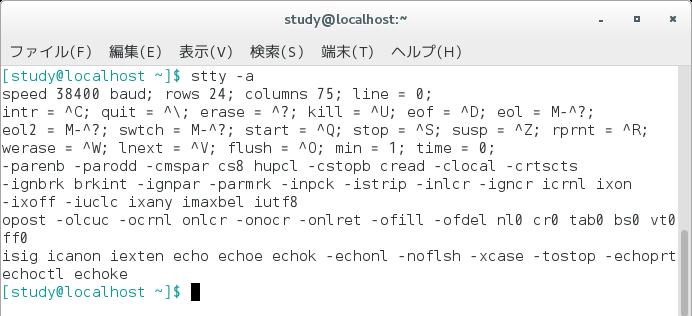 study@localhost:~
ファイル(F) 編集(E) 表示(V) 検索(S) 端末(T) ヘルプ(H)
[study@localhost ~]$ stty -a
speed 38400 baud; rows 24; columns 75; line = 0;
intr = ^C; quit = ^\; erase = ^?; kill = ^U; eof = ^D; eol = M-^?;
eol2 = M-^?; swtch = M-^?; start = ^Q; stop = ^S; susp = ^Z; rprnt = ^R;
werase = ^W; lnext = ^V; flush = ^O; min = 1; time = 0;
-parenb -parodd -cmspar cs8 hupcl -cstopb cread -clocal -crtscts
-ignbrk brkint -ignpar -parmrk -inpck -istrip -inlcr -igncr icrnl ixon
-ixoff -iuclc ixany imaxbel iutf8
opost -olcuc -ocrnl onlcr -onocr -onlret -ofill -ofdel nl0 cr0 tab0 bs0 vt0
ff0
isig icanon iexten echo echoe echok -echonl -noflsh -xcase -tostop -echoprt
echoctl echoke
[study@localhost ~]$